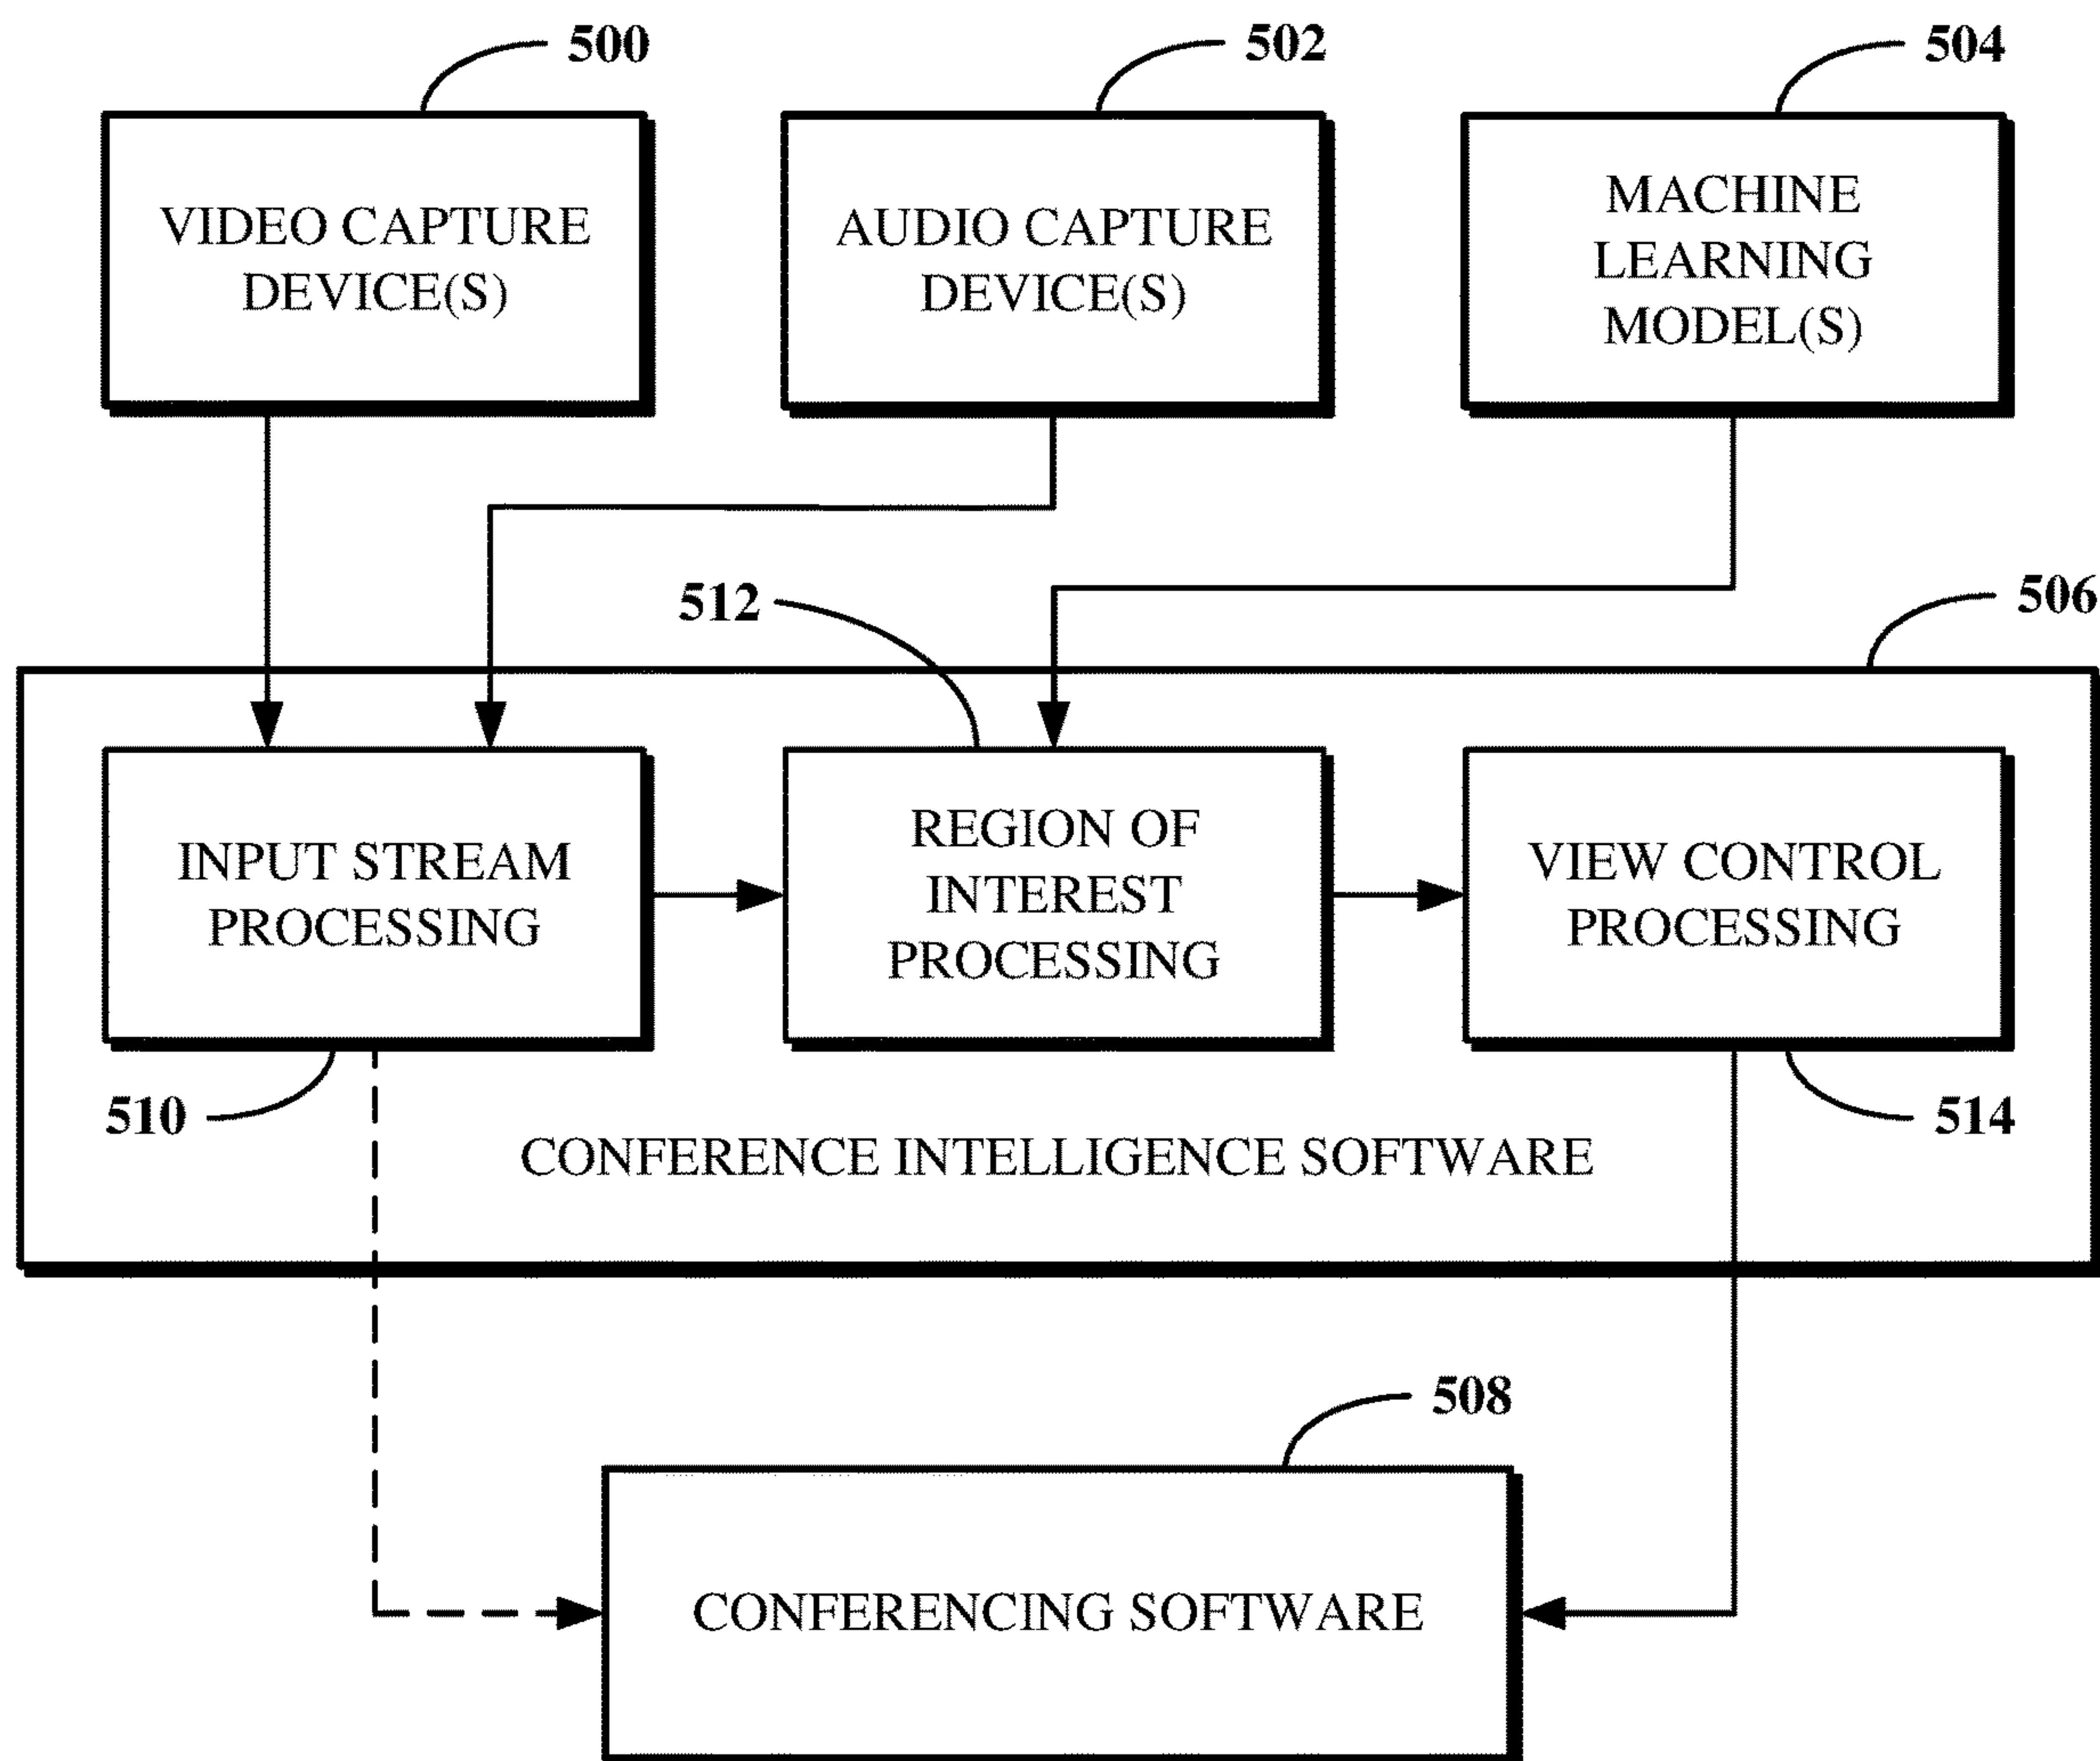 500
502
504
VIDEO CAPTURE
DEVICE(S)
AUDIO CAPTURE
DEVICE(S)
MACHINE
LEARNING
MODEL(S)
512
506
INPUT STREAM
PROCESSING
REGION OF
INTEREST
PROCESSING
VIEW CONTROL
PROCESSING
510
514
CONFERENCE INTELLIGENCE SOFTWARE
508
CONFERENCING SOFTWARE